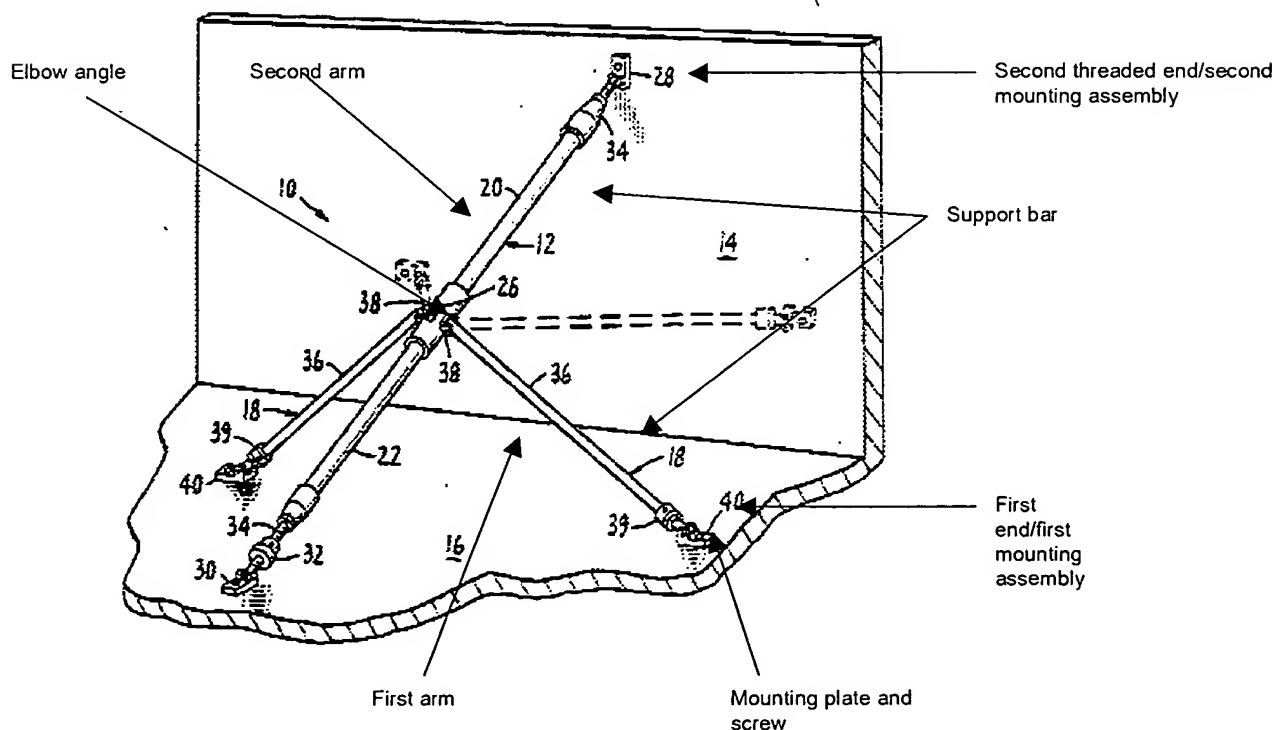 Elbow angle
Second arm
28
Second threaded end/second
mounting assembly
34
20
10
Support bar
12
14
38
26
38
36
36
18
39
22
18
40
34
39
40
First
end/first
mounting
assembly
32
16
30
First arm
Mounting plate and
screw